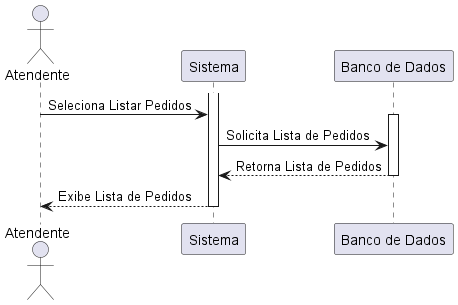 Atendente
Sistema
Banco de Dados
Seleciona Listar Pedidos
Solicita Lista de Pedidos
Retorna Lista de Pedidos
Exibe Lista de Pedidos
Atendente
Sistema
Banco de Dados